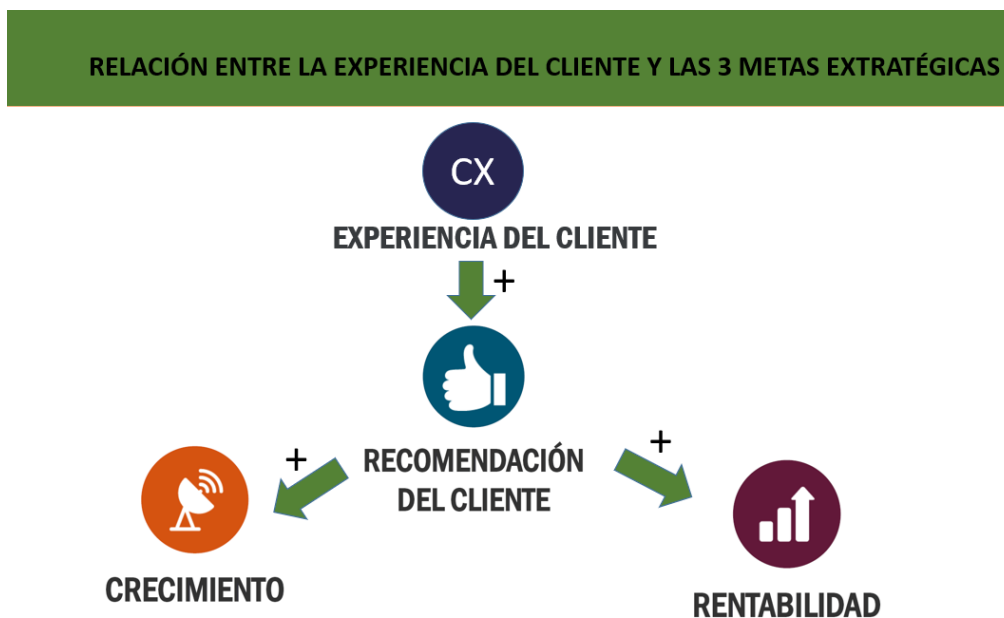 RELACIÓN ENTRE LA EXPERIENCIA DEL CLIENTE Y LAS 3 METAS EXTRATÉGICAS
CX
EXPERIENCIA DEL CLIENTE
+
RECOMENDACIÓN
DEL CLIENTE
+
+
CRECIMIENTO
RENTABILIDAD